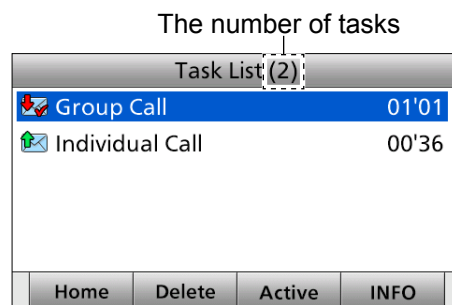 The number of tasks
Task List (2)
Group Call 01'01
Individual Call 00'36
Home Delete Active INFO